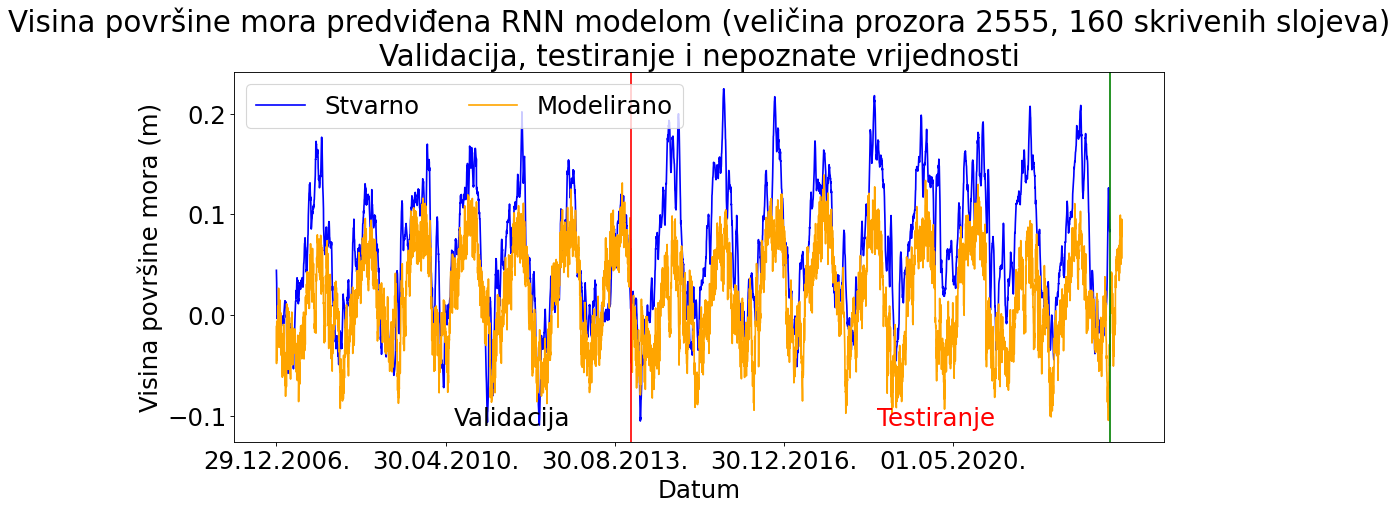 Visina površine mora predviđena RNN modelom (veličina prozora 2555, 160 skrivenih slojeva)
Validacija, testiranje i nepoznate vrijednosti
Stvarno Modelirano
Visina površine mora (m)
0.2
0.1
0.0
−0.1
Validacija
Testiranje
29.12.2006. 30.04.2010. 30.08.2013. 30.12.2016. 01.05.2020.
Datum